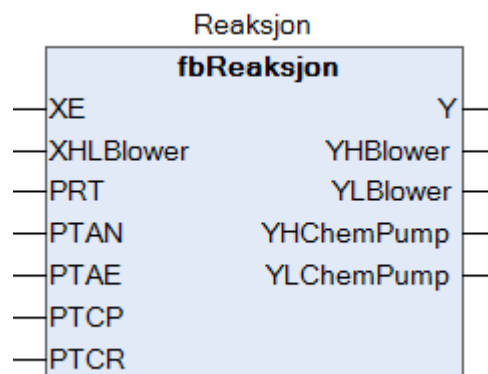 Reaksjon
fbReaksjon
XE Y
XHLBlower YHBlower
PRT YLBlower
PTAN YHChemPump
PTAE YLChemPump
PTCP
PTCR